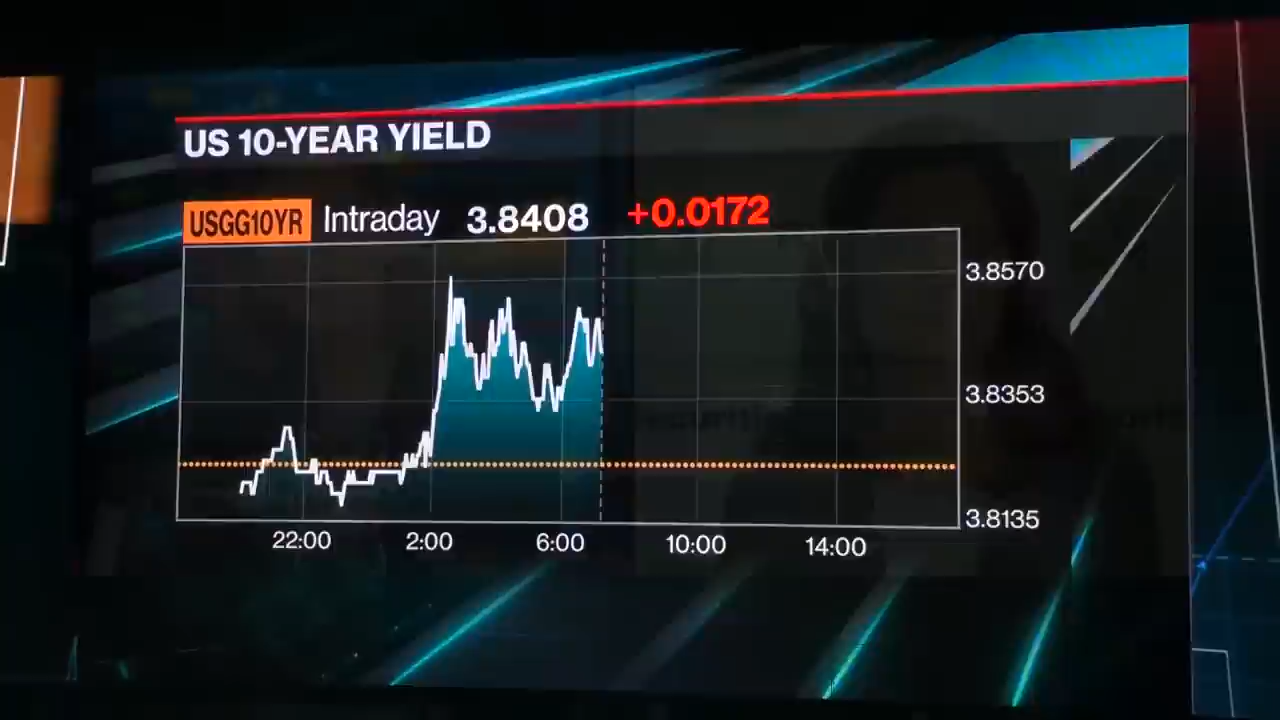 US 10-YEAR YIELD
USGG10YR Intraday 3.8408 +0.0172
3.8570
3.8353
3.8135
22:00 2:00 6:00 10:00 14:00